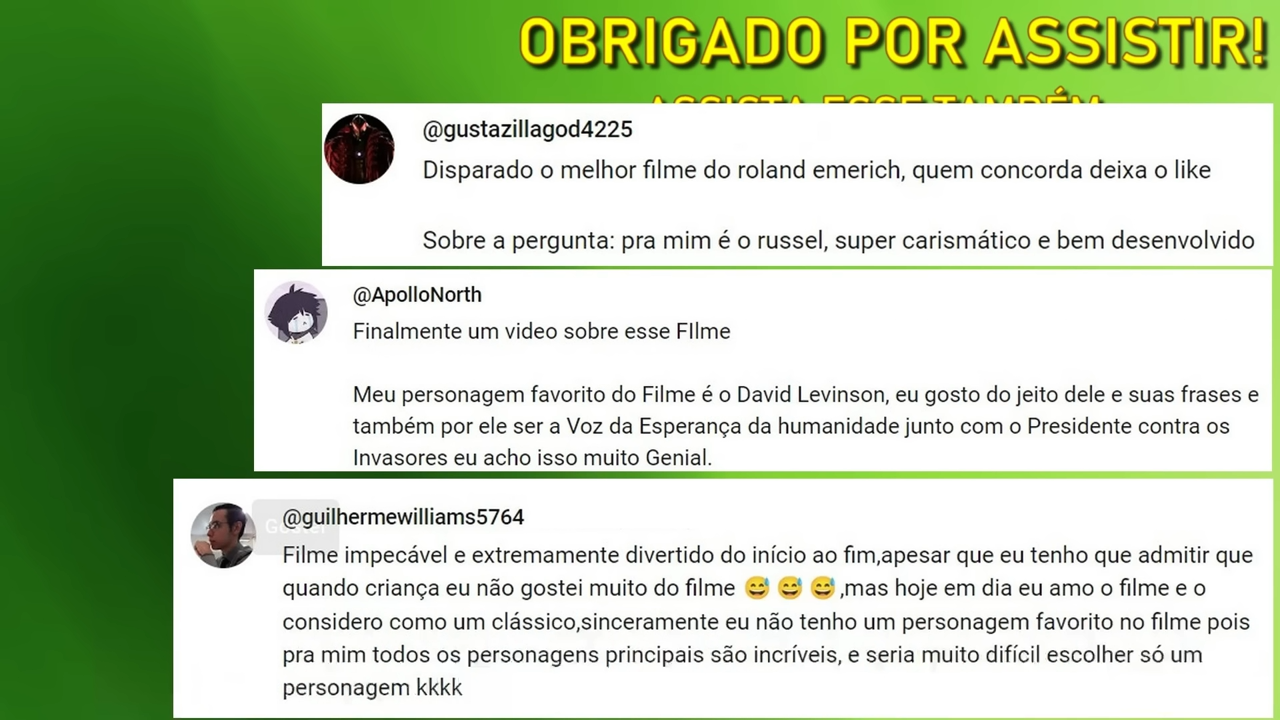 OBRIGADO POR ASSISTIR!
ASSISTA ESSE TAMBÉM
@gustazillagod4225
Disparado o melhor filme do roland emerich, quem concorda deixa o like
Sobre a pergunta: pra mim é o russel, super carismático e bem desenvolvido
@ApolloNorth
Finalmente um video sobre esse FIlme
Meu personagem favorito do Filme é o David Levinson, eu gosto do jeito dele e suas frases e
também por ele ser a Voz da Esperança da humanidade junto com o Presidente contra os
Invasores eu acho isso muito Genial.
@guilhermewilliams5764
Filme impecável e extremamente divertido do início ao fim,apesar que eu tenho que admitir que
quando criança eu não gostei muito do filme 😅 😅 😅 ,mas hoje em dia eu amo o filme e o
considero como um clássico,sinceramente eu não tenho um personagem favorito no filme pois
pra mim todos os personagens principais são incríveis, e seria muito difícil escolher só um
personagem kkkk